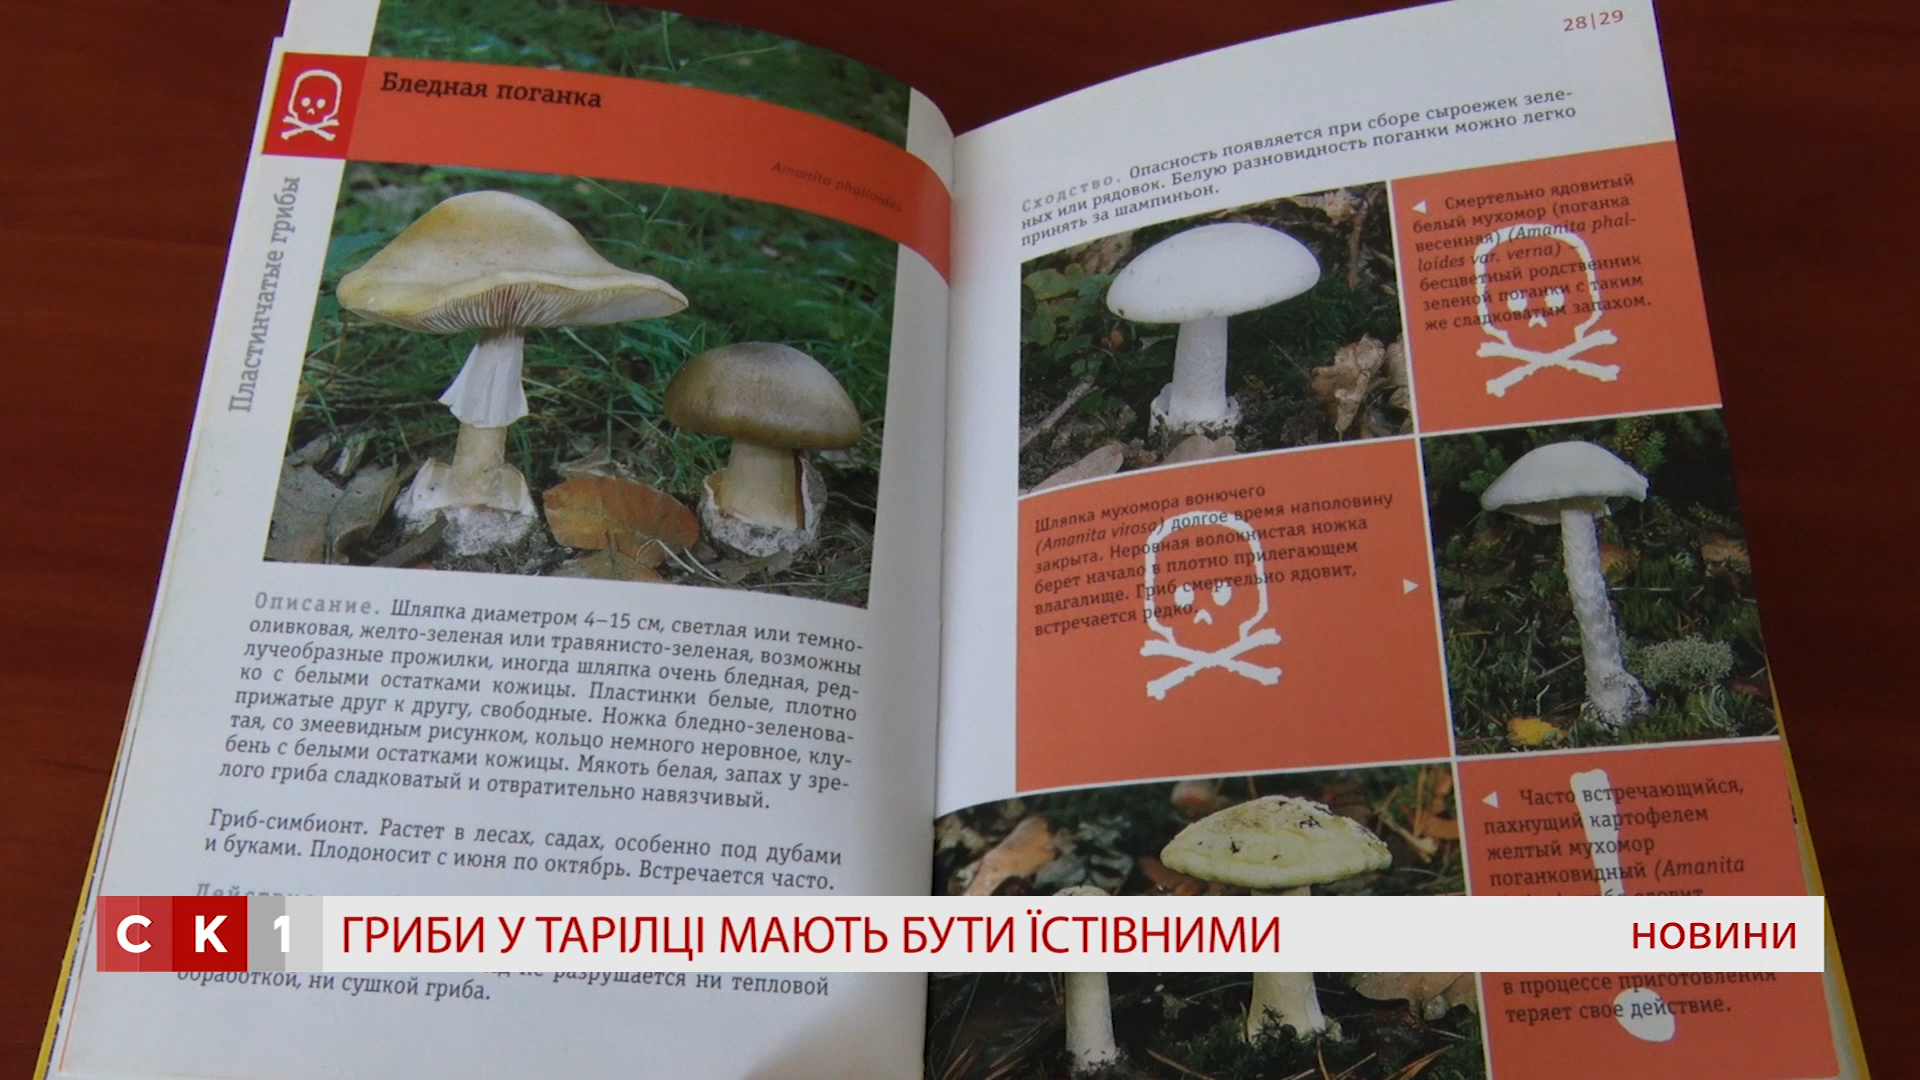 28|29
Бледная поганка
Amanita phalloides
Пластинчатые грибы
Описание. Шляпка диаметром 4–15 см, светлая или темно-
оливковая, желто-зеленая или травянисто-зеленая, возможны
лучеобразные прожилки, иногда шляпка очень бледная, ред-
ко с белыми остатками кожицы. Пластинки белые, плотно
прижатые друг к другу, свободные. Ножка бледно-зеленова-
тая, со змеевидным рисунком, кольцо немного неровное, клу-
бень с белыми остатками кожицы. Мякоть белая, запах у зре-
лого гриба сладковатый и отвратительно навязчивый.
Гриб-симбионт. Растет в лесах, садах, особенно под дубами
и буками. Плодоносит с июня по октябрь. Встречается часто.
не разрушается ни тепловой
обработкой, ни сушкой гриба.
Сходство. Опасность появляется при сборе сыроежек зеле-
ных или рядовок. Белую разновидность поганки можно легко
принять за шампиньон.
Смертельно ядовитый
белый мухомор (поганка
весенняя) (Amanita phal-
loides var. verna) –
бесцветный родственник
зеленой поганки с таким
же сладковатым запахом.
Шляпка мухомора вонючего
(Amanita virosa) долгое время наполовину
закрыта. Неровная волокнистая ножка
берет начало в плотно прилегающем
влагалище. Гриб смертельно ядовит,
встречается редко.
Часто встречающийся,
пахнущий картофелем
желтый мухомор
поганковидный (Amanita
в процессе приготовления
теряет свое действие.
СК1 ГРИБИ У ТАРІЛЦІ МАЮТЬ БУТИ ЇСТІВНИМИ НОВИНИ